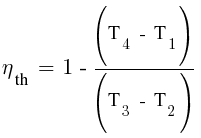 η_th = 1 - (T_4 - T_1) / (T_3 - T_2)